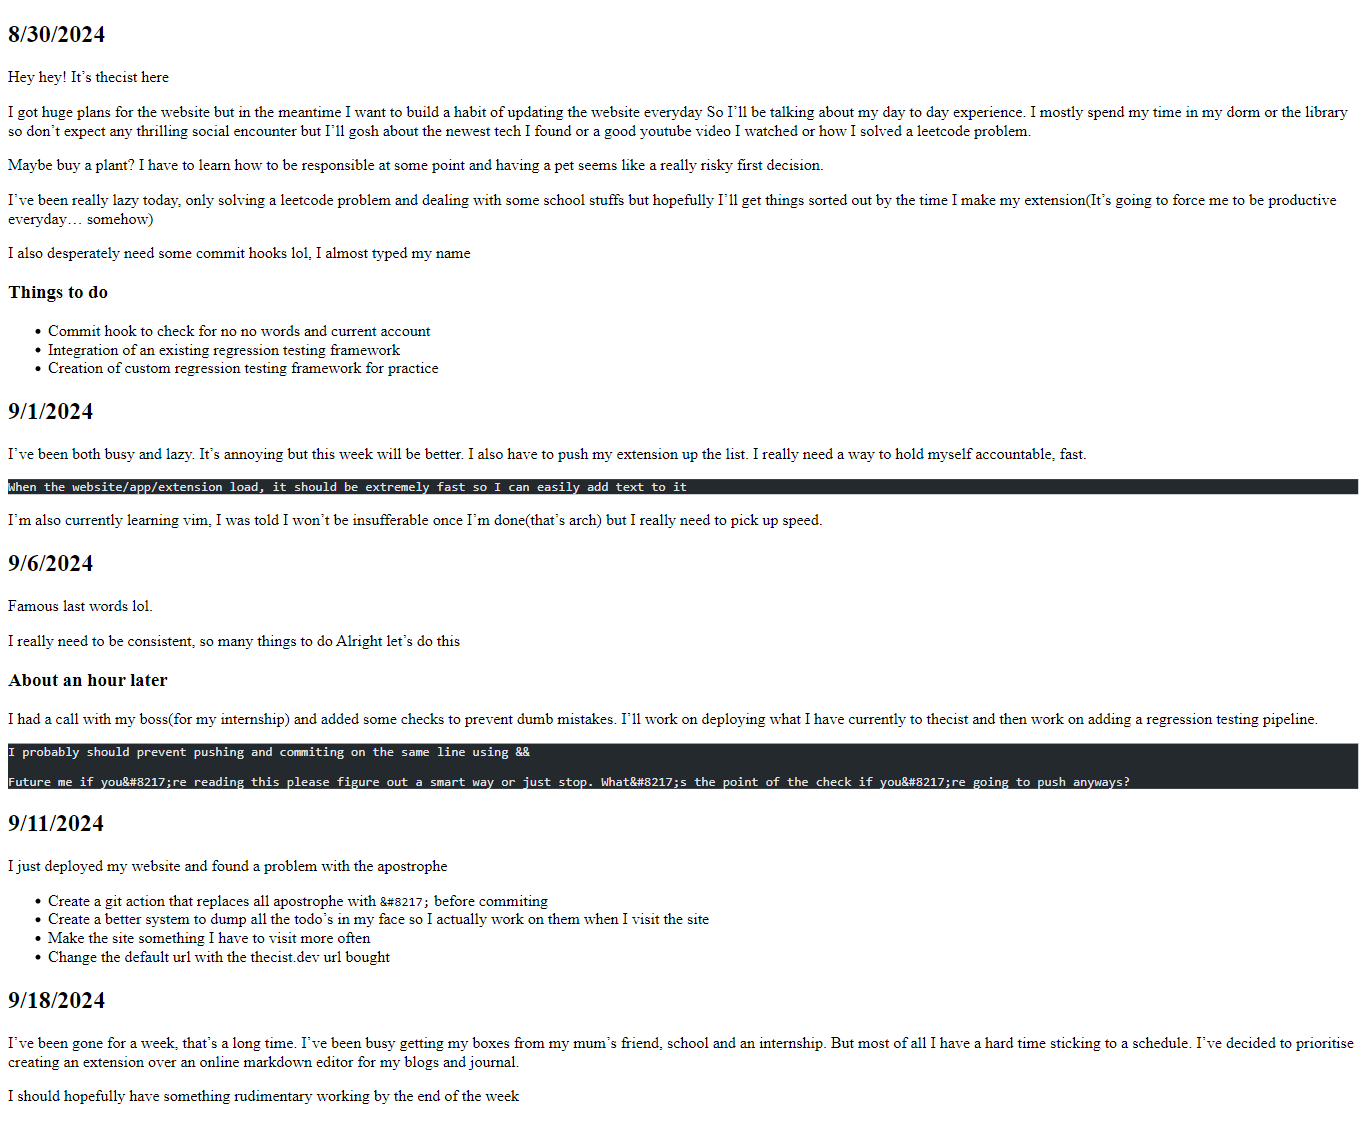 8/30/2024
Hey hey! It’s thecist here
I got huge plans for the website but in the meantime I want to build a habit of updating the website everyday So I’ll be talking about my day to day experience. I mostly spend my time in my dorm or the library
so don’t expect any thrilling social encounter but I’ll gosh about the newest tech I found or a good youtube video I watched or how I solved a leetcode problem.
Maybe buy a plant? I have to learn how to be responsible at some point and having a pet seems like a really risky first decision.
I’ve been really lazy today, only solving a leetcode problem and dealing with some school stuffs but hopefully I’ll get things sorted out by the time I make my extension(It’s going to force me to be productive
everyday… somehow)
I also desperately need some commit hooks lol, I almost typed my name
Things to do
• Commit hook to check for no no words and current account
• Integration of an existing regression testing framework
• Creation of custom regression testing framework for practice
9/1/2024
I’ve been both busy and lazy. It’s annoying but this week will be better. I also have to push my extension up the list. I really need a way to hold myself accountable, fast.
When the website/app/extension load, it should be extremely fast so I can easily add text to it
I’m also currently learning vim, I was told I won’t be insufferable once I’m done(that’s arch) but I really need to pick up speed.
9/6/2024
Famous last words lol.
I really need to be consistent, so many things to do Alright let’s do this
About an hour later
I had a call with my boss(for my internship) and added some checks to prevent dumb mistakes. I’ll work on deploying what I have currently to thecist and then work on adding a regression testing pipeline.
I probably should prevent pushing and commiting on the same line using &&
Future me if you&#8217;re reading this please figure out a smart way or just stop. What&#8217;s the point of the check if you&#8217;re going to push anyways?
9/11/2024
I just deployed my website and found a problem with the apostrophe
• Create a git action that replaces all apostrophe with &#8217; before commiting
• Create a better system to dump all the todo’s in my face so I actually work on them when I visit the site
• Make the site something I have to visit more often
• Change the default url with the thecist.dev url bought
9/18/2024
I’ve been gone for a week, that’s a long time. I’ve been busy getting my boxes from my mum’s friend, school and an internship. But most of all I have a hard time sticking to a schedule. I’ve decided to prioritise
creating an extension over an online markdown editor for my blogs and journal.
I should hopefully have something rudimentary working by the end of the week